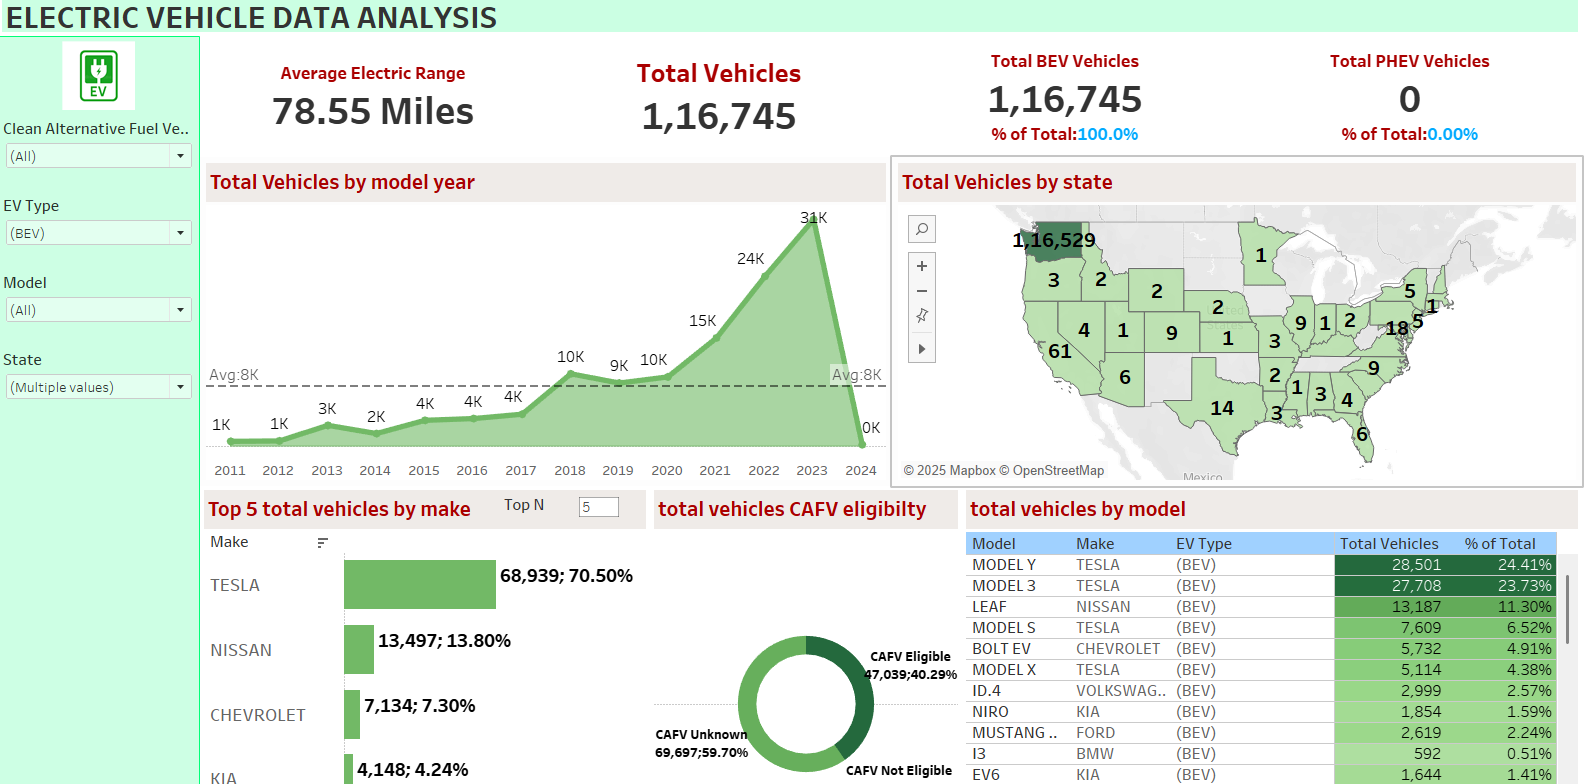 ELECTRIC VEHICLE DATA ANALYSIS
EV
Clean Alternative Fuel Ve..
(All)
EV Type
(BEV)
Model
(All)
State
(Multiple values)
Average Electric Range
78.55 Miles
Total Vehicles
1,16,745
Total BEV Vehicles
1,16,745
% of Total:100.0%
Total PHEV Vehicles
0
% of Total:0.00%
Total Vehicles by model year
31K
24K
15K
10K
9K
10K
Avg:8K
Avg:8K
1K
1K
3K
2K
4K
4K
4K
0K
2011 2012 2013 2014 2015 2016 2017 2018 2019 2020 2021 2022 2023 2024
Total Vehicles by state
1,16,529
1
3
2
2
5
2
1
4
1
9
1
3
9
1
2
18
5
61
6
2
9
14
3
1
3
4
6
Mexico
© 2025 Mapbox © OpenStreetMap
Top 5 total vehicles by make
Top N
5
Make
TESLA
68,939; 70.50%
NISSAN
13,497; 13.80%
CHEVROLET
7,134; 7.30%
KIA
4,148; 4.24%
total vehicles CAFV eligibilty
CAFV Eligible
47,039;40.29%
CAFV Unknown
69,697;59.70%
CAFV Not Eligible
total vehicles by model
Model Make EV Type Total Vehicles % of Total
MODEL Y TESLA (BEV) 28,501 24.41%
MODEL 3 TESLA (BEV) 27,708 23.73%
LEAF NISSAN (BEV) 13,187 11.30%
MODEL S TESLA (BEV) 7,609 6.52%
BOLT EV CHEVROLET (BEV) 5,732 4.91%
MODEL X TESLA (BEV) 5,114 4.38%
ID.4 VOLKSWAG.. (BEV) 2,999 2.57%
NIRO KIA (BEV) 1,854 1.59%
MUSTANG .. FORD (BEV) 2,619 2.24%
I3 BMW (BEV) 592 0.51%
EV6 KIA (BEV) 1,644 1.41%